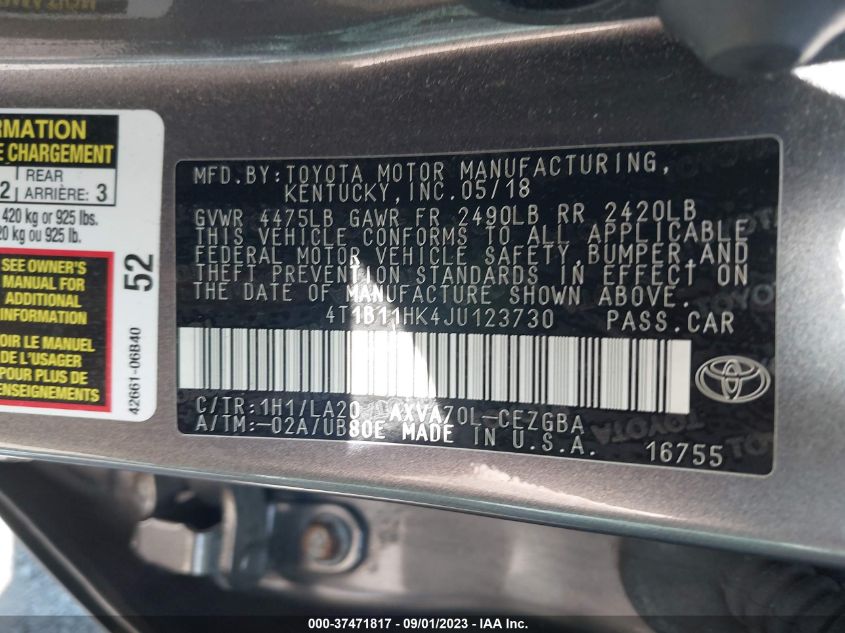 RMATION
E CHARGEMENT
REAR
2 ARRIÈRE: 3
420 kg or 925 lbs.
20 kg ou 925 lb.
SEE OWNER'S
MANUAL FOR
ADDITIONAL
INFORMATION
Voir le MANUEL
de L'USAGER
POUR PLUS DE
RENSEIGNEMENTS
52
42661-06B40
MFD. BY: TOYOTA MOTOR MANUFACTURING,
KENTUCKY, INC. 05/18
GVWR 4475LB GAWR FR 2490LB RR 2420LB
THIS VEHICLE CONFORMS TO ALL APPLICABLE
FEDERAL MOTOR VEHICLE SAFETY, BUMPER, AND
THEFT PREVENTION STANDARDS IN EFFECT ON
THE DATE OF MANUFACTURE SHOWN ABOVE.
4T1B11HK4JU123730 PASS.CAR
C/TR:1H1/LA20 AXVA70L-CEZGBA
A/TM:-02A/UB80E MADE IN U.S.A.
16755
000-37471817 - 09/01/2023 - IAA Inc.